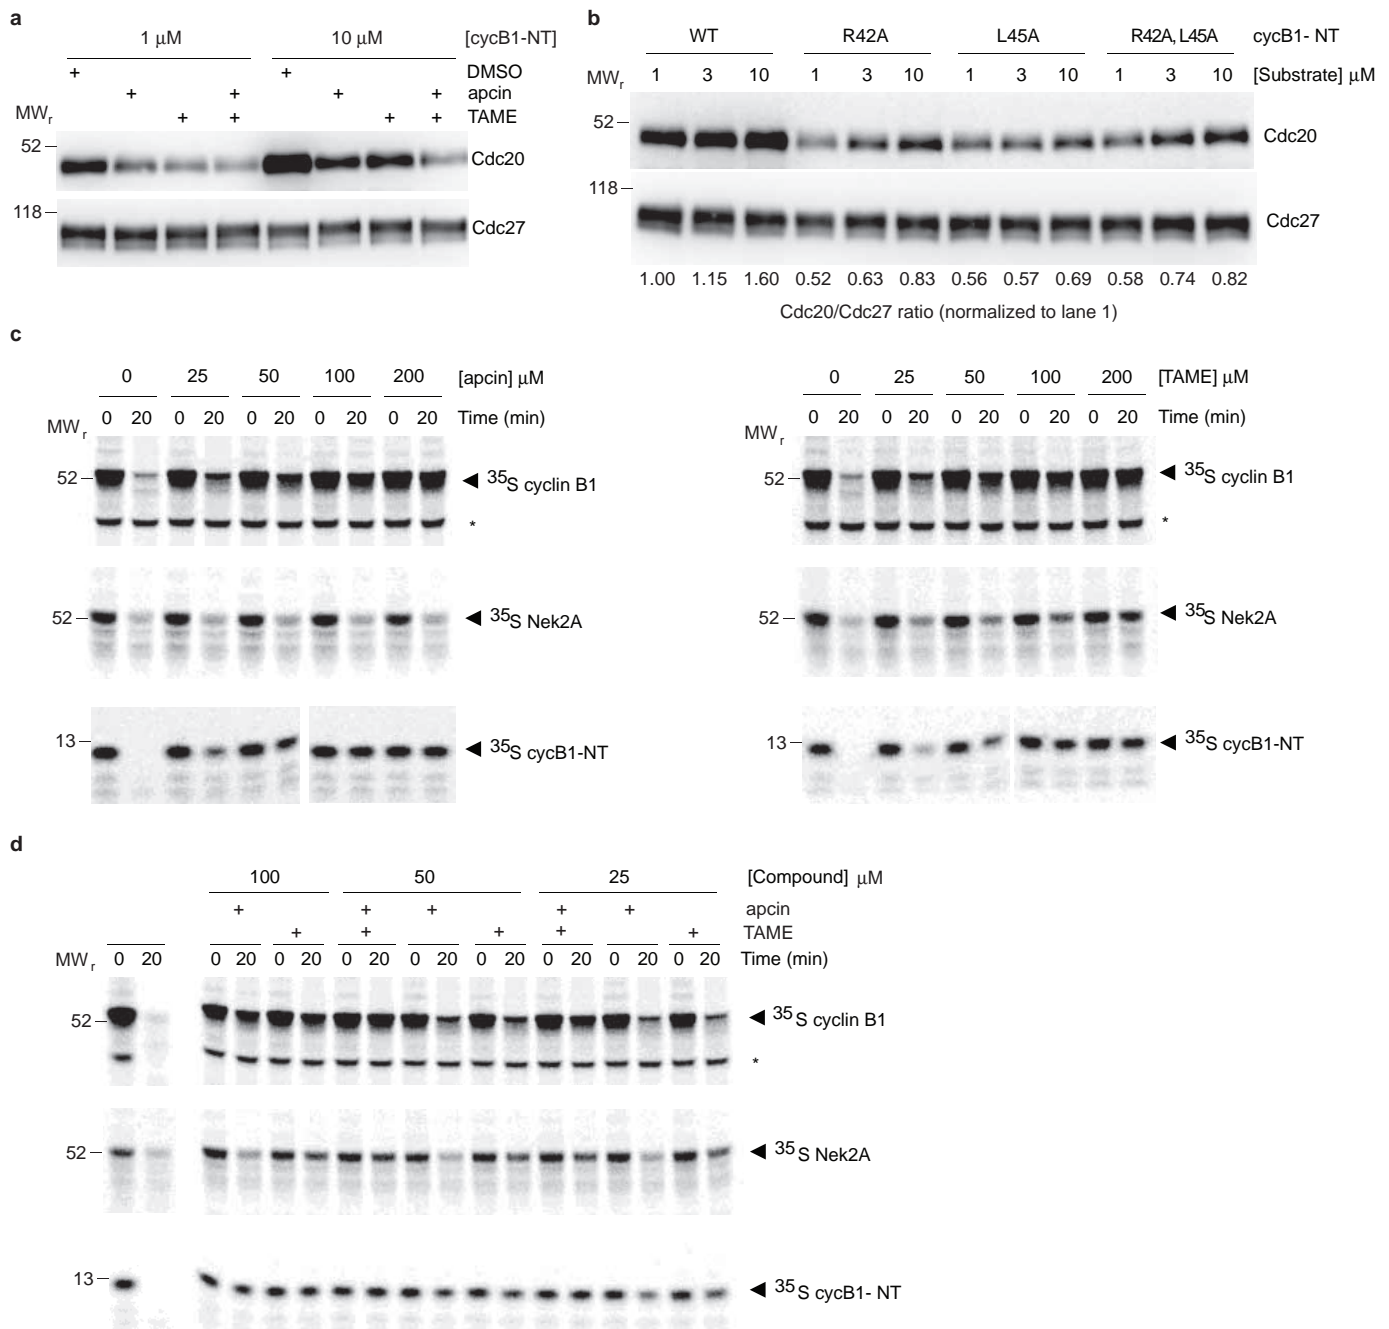 a
1 μM 10 μM [cycB1-NT]
+ + DMSO
+ + + + apcin
MWr + + + + TAME
52
Cdc20
118
Cdc27
b
WT R42A L45A R42A, L45A cycB1- NT
MWr 1 3 10 1 3 10 1 3 10 1 3 10 [Substrate] μM
52
Cdc20
118
Cdc27
1.00 1.15 1.60 0.52 0.63 0.83 0.56 0.57 0.69 0.58 0.74 0.82
Cdc20/Cdc27 ratio (normalized to lane 1)
c
0 25 50 100 200 [apcin] μM
0 20 0 20 0 20 0 20 0 20 Time (min)
MWr
52 35S cyclin B1
*
52 35S Nek2A
13 35S cycB1-NT
0 25 50 100 200 [TAME] μM
0 20 0 20 0 20 0 20 0 20 Time (min)
MWr
52 35S cyclin B1
*
52 35S Nek2A
13 35S cycB1-NT
d
100 50 25 [Compound] μM
+ + + + + apcin
+ + + + + TAME
MWr 0 20 0 20 0 20 0 20 0 20 0 20 0 20 0 20 0 20 Time (min)
52 35S cyclin B1
*
52 35S Nek2A
13 35S cycB1- NT